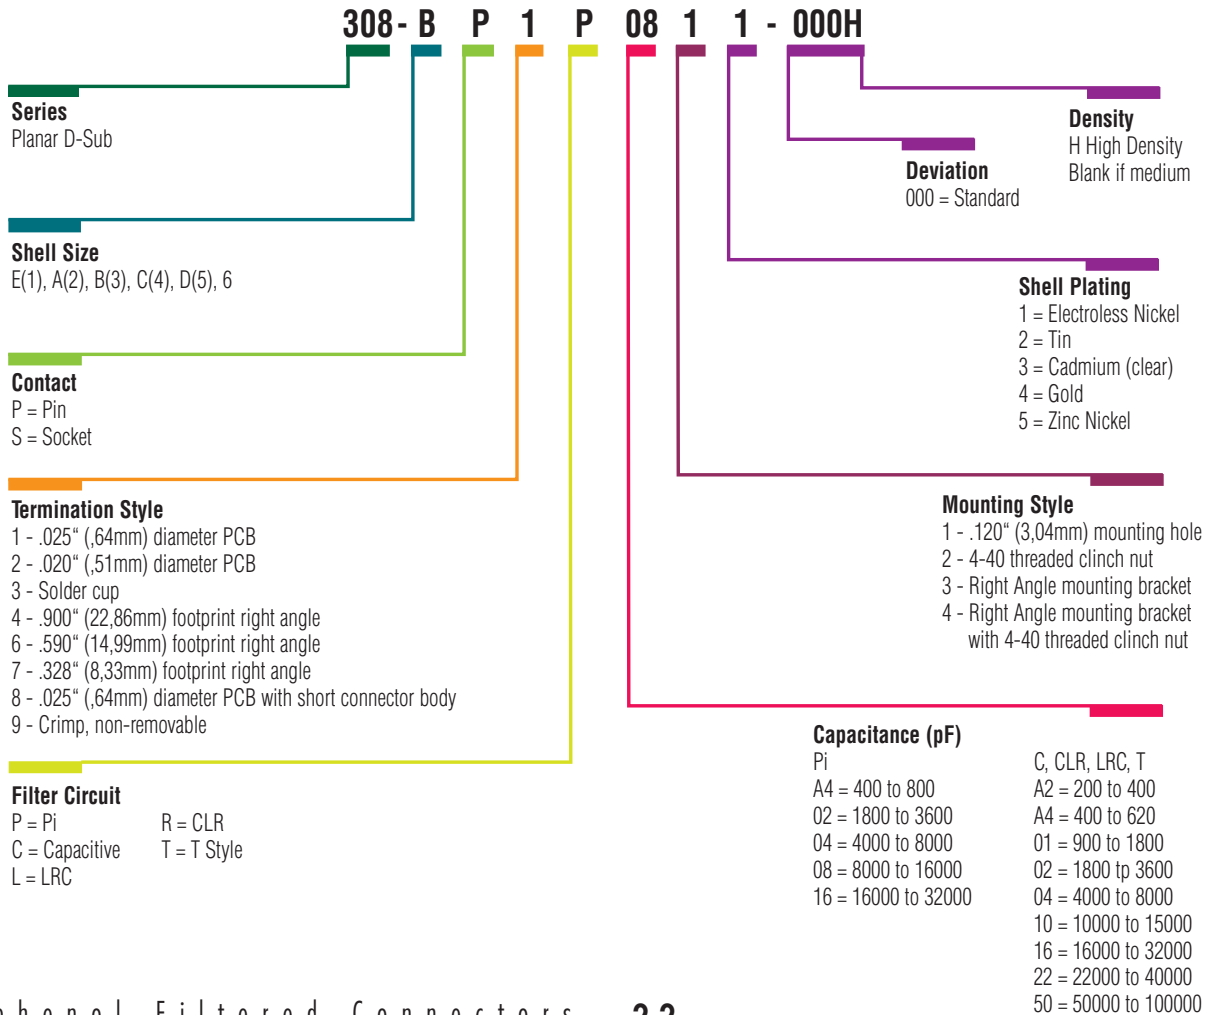 308 - B P 1 P 08 1 1 - 000H
Series
Planar D-Sub
Shell Size
E(1), A(2), B(3), C(4), D(5), 6
Contact
P = Pin
S = Socket
Termination Style
1 - .025“ (,64mm) diameter PCB
2 - .020“ (,51mm) diameter PCB
3 - Solder cup
4 - .900“ (22,86mm) footprint right angle
6 - .590“ (14,99mm) footprint right angle
7 - .328“ (8,33mm) footprint right angle
8 - .025“ (,64mm) diameter PCB with short connector body
9 - Crimp, non-removable
Filter Circuit
P = Pi R = CLR
C = Capacitive T = T Style
L = LRC
Density
H High Density
Blank if medium
Deviation
000 = Standard
Shell Plating
1 = Electroless Nickel
2 = Tin
3 = Cadmium (clear)
4 = Gold
5 = Zinc Nickel
Mounting Style
1 - .120“ (3,04mm) mounting hole
2 - 4-40 threaded clinch nut
3 - Right Angle mounting bracket
4 - Right Angle mounting bracket
with 4-40 threaded clinch nut
Capacitance (pF)
Pi
A4 = 400 to 800
02 = 1800 to 3600
04 = 4000 to 8000
08 = 8000 to 16000
16 = 16000 to 32000
C, CLR, LRC, T
A2 = 200 to 400
A4 = 400 to 620
01 = 900 to 1800
02 = 1800 tp 3600
04 = 4000 to 8000
10 = 10000 to 15000
16 = 16000 to 32000
22 = 22000 to 40000
50 = 50000 to 100000
Filtered Connectors